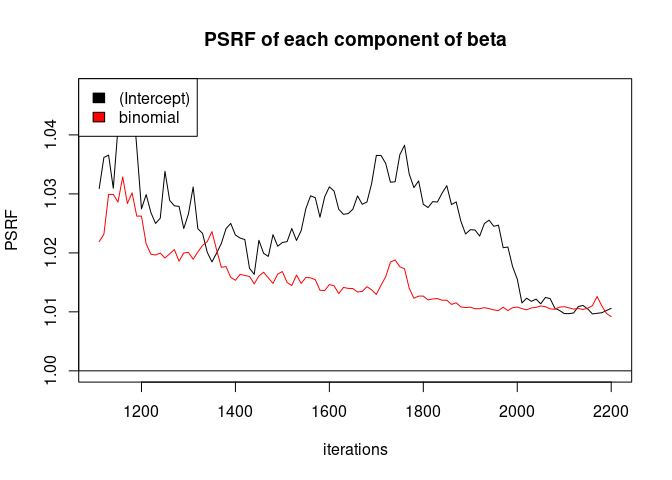 PSRF of each component of beta
(Intercept)
binomial
PSRF
1.04
1.03
1.02
1.01
1.00
1200 1400 1600 1800 2000 2200
iterations